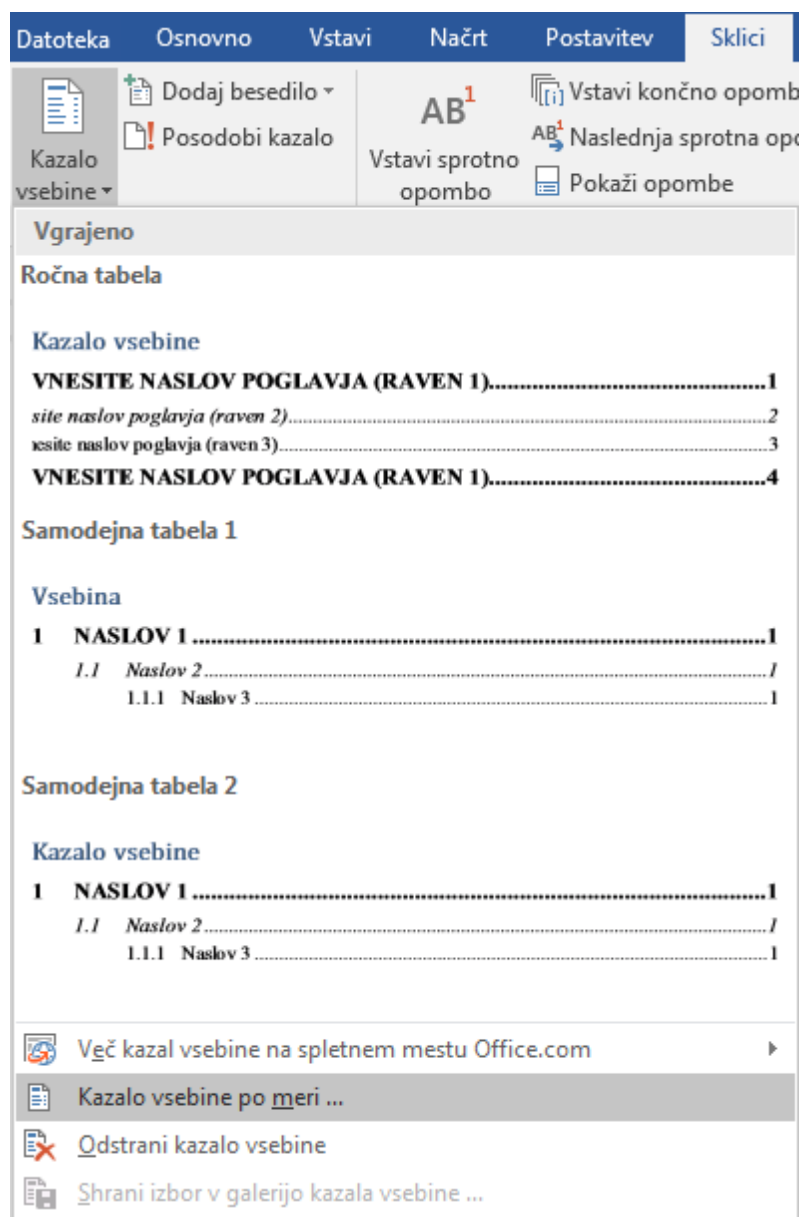 Datoteka Osnovno Vstavi Načrt Postavitev Sklici
Kazalo vsebine
Dodaj besedilo
Posodobi kazalo
AB1
Vstavi sprotno opombo
[i] Vstavi končno opomb
AB1 Naslednja sprotna opo
Pokaži opombe
Vgrajeno
Ročna tabela
Kazalo vsebine
VNESITE NASLOV POGLAVJA (RAVEN 1)....................1
site naslov poglavja (raven 2)....................2
esite naslov poglavja (raven 3)....................3
VNESITE NASLOV POGLAVJA (RAVEN 1)....................4
Samodejna tabela 1
Vsebina
1 NASLOV 1....................1
1.1 Naslov 2....................1
1.1.1 Naslov 3....................1
Samodejna tabela 2
Kazalo vsebine
1 NASLOV 1....................1
1.1 Naslov 2....................1
1.1.1 Naslov 3....................1
Več kazal vsebine na spletnem mestu Office.com
Kazalo vsebine po meri ...
Odstrani kazalo vsebine
Shrani izbor v galerijo kazala vsebine ...